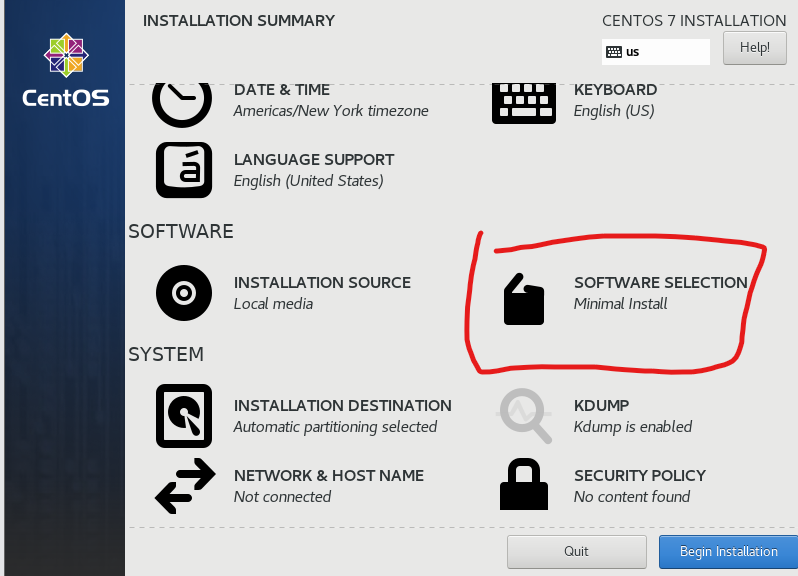 INSTALLATION SUMMARY
CENTOS 7 INSTALLATION
us
Help!
CentOS
DATE & TIME
Americas/New York timezone
KEYBOARD
English (US)
á
LANGUAGE SUPPORT
English (United States)
SOFTWARE
INSTALLATION SOURCE
Local media
SOFTWARE SELECTION
Minimal Install
SYSTEM
INSTALLATION DESTINATION
Automatic partitioning selected
KDUMP
Kdump is enabled
NETWORK & HOST NAME
Not connected
SECURITY POLICY
No content found
Quit
Begin Installation